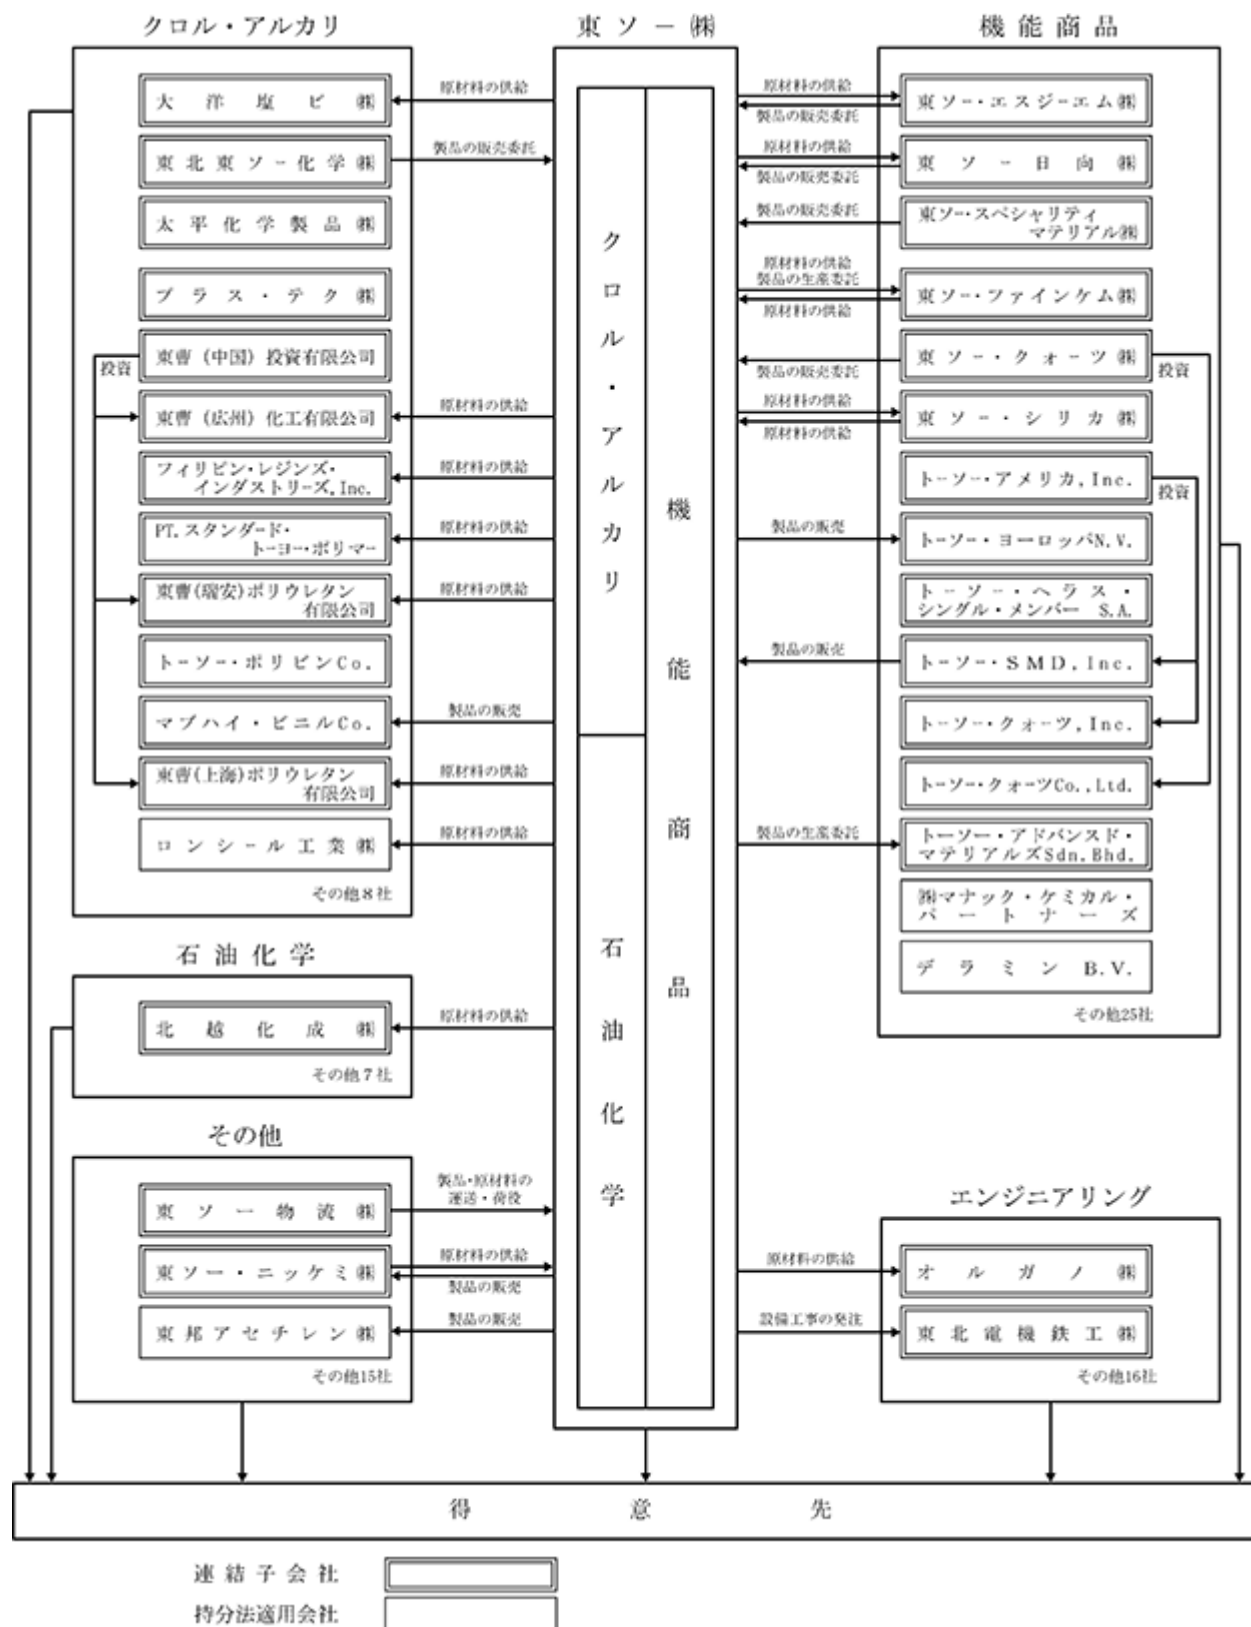 クロル・アルカリ
大洋塩ビ㈱
原材料の供給
東北東ソー化学㈱
製品の販売委託
太平化学製品㈱
プラス・テク㈱
東曹（中国）投資有限公司
投資
東曹（広州）化工有限公司
原材料の供給
フィリピン・レジンズ・
インダストリーズ,Inc.
原材料の供給
PT.スタンダード・
トーヨー・ポリマー
原材料の供給
東曹(瑞安)ポリウレタン
有限公司
原材料の供給
トーソー・ポリビンCo.
マブハイ・ビニルCo.
製品の販売
東曹(上海)ポリウレタン
有限公司
原材料の供給
ロンシール工業㈱
原材料の供給
その他8社
石油化学
北越化成㈱
原材料の供給
その他7社
その他
東ソー物流㈱
製品・原材料の
運送・荷役
東ソー・ニッケミ㈱
原材料の供給
製品の販売
東邦アセチレン㈱
製品の販売
その他15社
東ソー㈱
クロル・アルカリ
石油化学
機能商品
機能商品
原材料の供給
製品の販売委託
東ソー・エスジーエム㈱
原材料の供給
製品の販売委託
東ソー日向㈱
製品の販売委託
東ソー・スペシャリティ
マテリアル㈱
原材料の供給
製品の生産委託
原材料の供給
東ソー・ファインケム㈱
製品の販売委託
東ソー・クォーツ㈱
投資
原材料の供給
原材料の供給
東ソー・シリカ㈱
トーソー・アメリカ,Inc.
投資
製品の販売
トーソー・ヨーロッパN.V.
トーソー・ヘラス・
シングル・メンバー S.A.
製品の販売
トーソー・SMD,Inc.
トーソー・クォーツ,Inc.
トーソー・クォーツCo.,Ltd.
製品の生産委託
トーソー・アドバンスド・
マテリアルズSdn.Bhd.
㈱マナック・ケミカル・
パートナーズ
デラミンB.V.
その他25社
エンジニアリング
原材料の供給
オルガノ㈱
設備工事の発注
東北電機鉄工㈱
その他16社
得意先
連結子会社
持分法適用会社